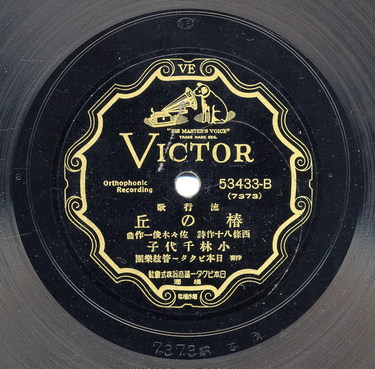 VE
"HIS MASTER'S VOICE"
TRADE MARK REG.
VICTOR
Orthophonic
Recording
53433-B
(7373)
流行歌
椿の丘
西條八十作詩 佐々木俊一作曲
小林千代子
伴奏 日本ビクター管絃樂團
日本ビクター蓄音器株式會社
横濱
7373